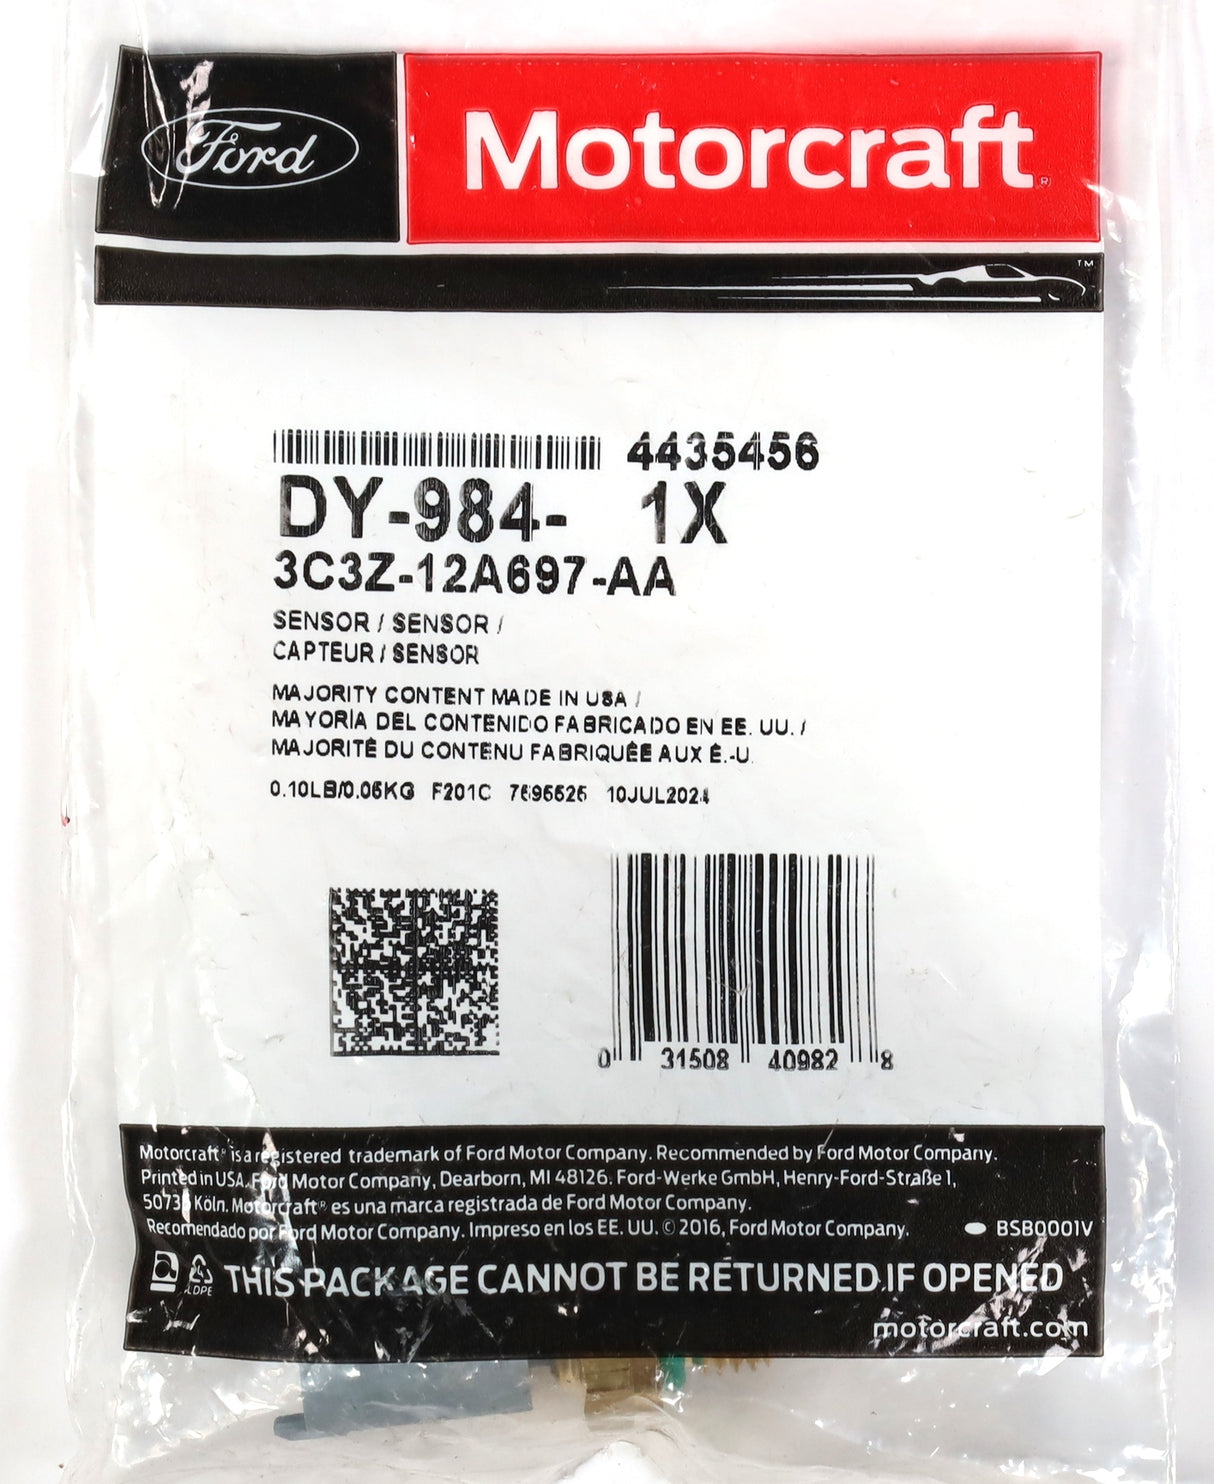 Ford
Motorcraft®
™
4435456
DY-984- 1X
3C3Z-12A697-AA
SENSOR / SENSOR /
CAPTEUR / SENSOR
MAJORITY CONTENT MADE IN USA /
MAYORÍA DEL CONTENIDO FABRICADO EN EE. UU. /
MAJORITÉ DU CONTENU FABRIQUÉE AUX É.-U.
0.10LB/0.05KG F201C 10JUL2024
0 31508 40982 8
Motorcraft® is a registered trademark of Ford Motor Company. Recommended by Ford Motor Company.
Printed in USA. Ford Motor Company, Dearborn, MI 48126. Ford-Werke GmbH, Henry-Ford-Straße 1,
50735 Köln. Motorcraft® es una marca registrada de Ford Motor Company.
Recomendado por Ford Motor Company. Impreso en los EE. UU. © 2016, Ford Motor Company.
BSB0001V
LDPE
THIS PACKAGE CANNOT BE RETURNED IF OPENED
motorcraft.com